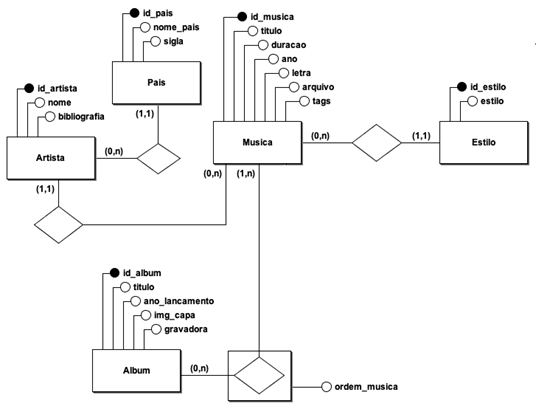 id_pais
nome_pais
sigla
Pais
(1,1)
id_artista
nome
bibliografia
Artista
(0,n)
(1,1)
id_musica
titulo
duracao
ano
letra
arquivo
tags
Musica
(0,n)
(1,1)
(0,n)
(1,n)
id_estilo
estilo
Estilo
id_album
titulo
ano_lancamento
img_capa
gravadora
Album
(0,n)
ordem_musica